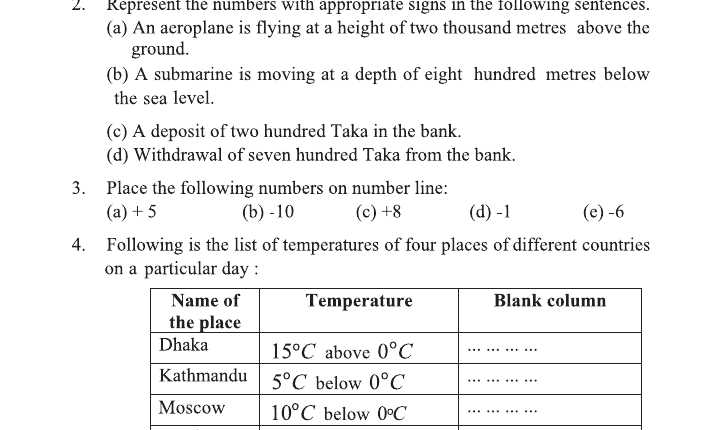 2. Represent the numbers with appropriate signs in the following sentences.
(a) An aeroplane is flying at a height of two thousand metres above the
ground.
(b) A submarine is moving at a depth of eight hundred metres below
the sea level.
(c) A deposit of two hundred Taka in the bank.
(d) Withdrawal of seven hundred Taka from the bank.
3. Place the following numbers on number line:
(a) + 5 (b) -10 (c) +8 (d) -1 (e) -6
4. Following is the list of temperatures of four places of different countries
on a particular day :
Name of
the place
Temperature
Blank column
Dhaka 15°C above 0°C ... ... ... ...
Kathmandu 5°C below 0°C ... ... ... ...
Moscow 10°C below 0°C ... ... ... ...